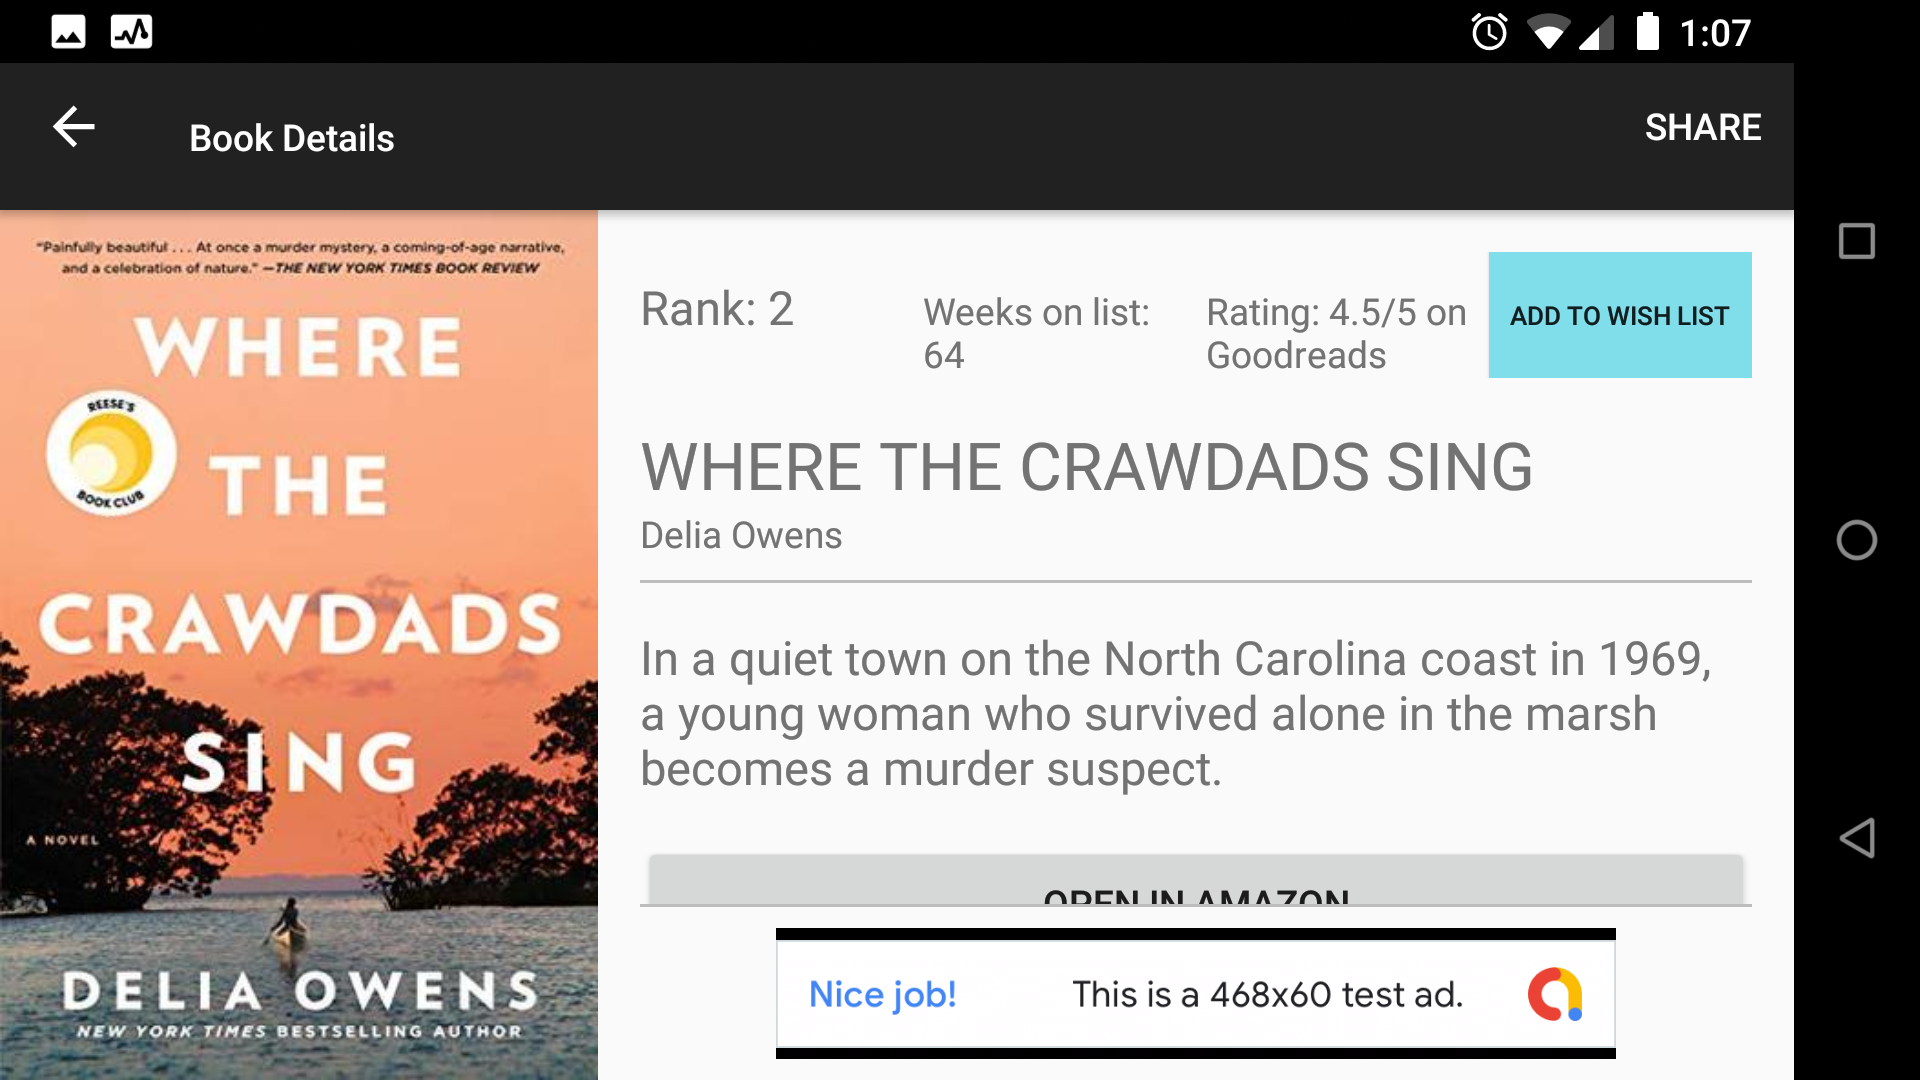 1:07
Book Details
SHARE
"Painfully beautiful . . . At once a murder mystery, a coming-of-age narrative,
and a celebration of nature." —THE NEW YORK TIMES BOOK REVIEW
WHERE
REESE'S
BOOK CLUB
THE
CRAWDADS
SING
A NOVEL
DELIA OWENS
NEW YORK TIMES BESTSELLING AUTHOR
Rank: 2
Weeks on list:
64
Rating: 4.5/5 on
Goodreads
ADD TO WISH LIST
WHERE THE CRAWDADS SING
Delia Owens
In a quiet town on the North Carolina coast in 1969,
a young woman who survived alone in the marsh
becomes a murder suspect.
OPEN IN AMAZON
Nice job!
This is a 468x60 test ad.